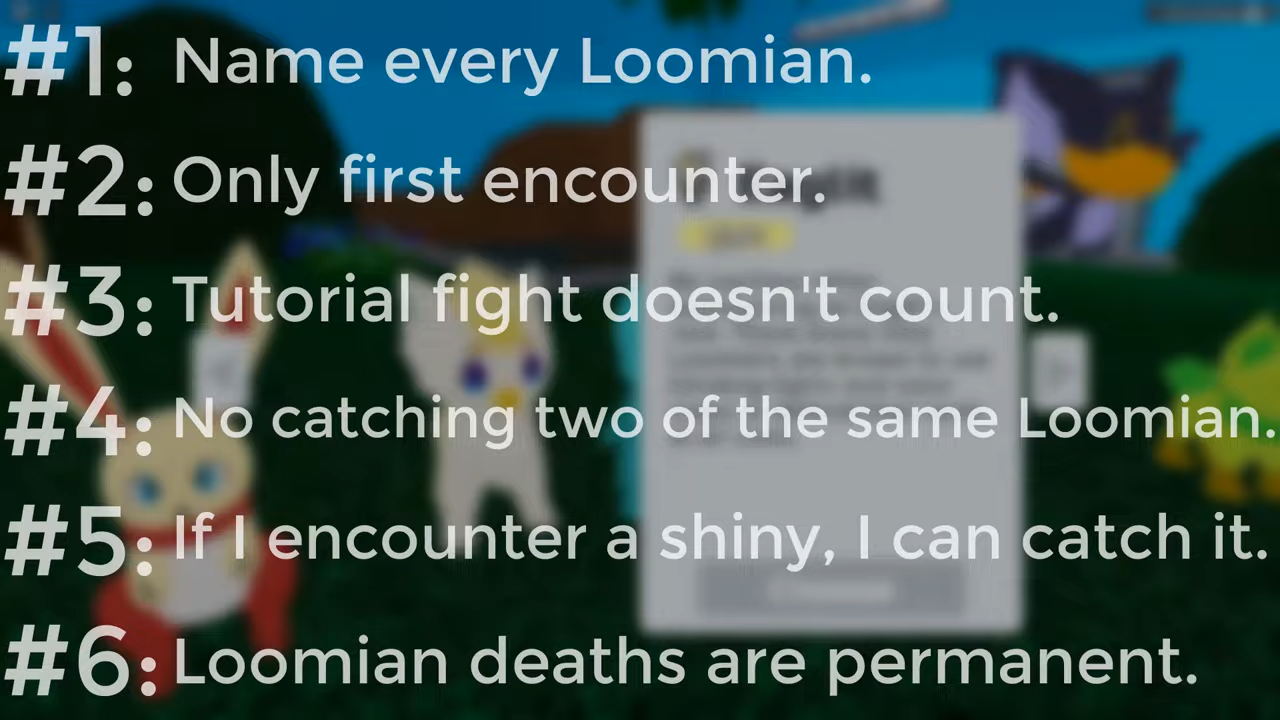 #1: Name every Loomian.
#2: Only first encounter.
#3: Tutorial fight doesn't count.
#4: No catching two of the same Loomian.
#5: If I encounter a shiny, I can catch it.
#6: Loomian deaths are permanent.